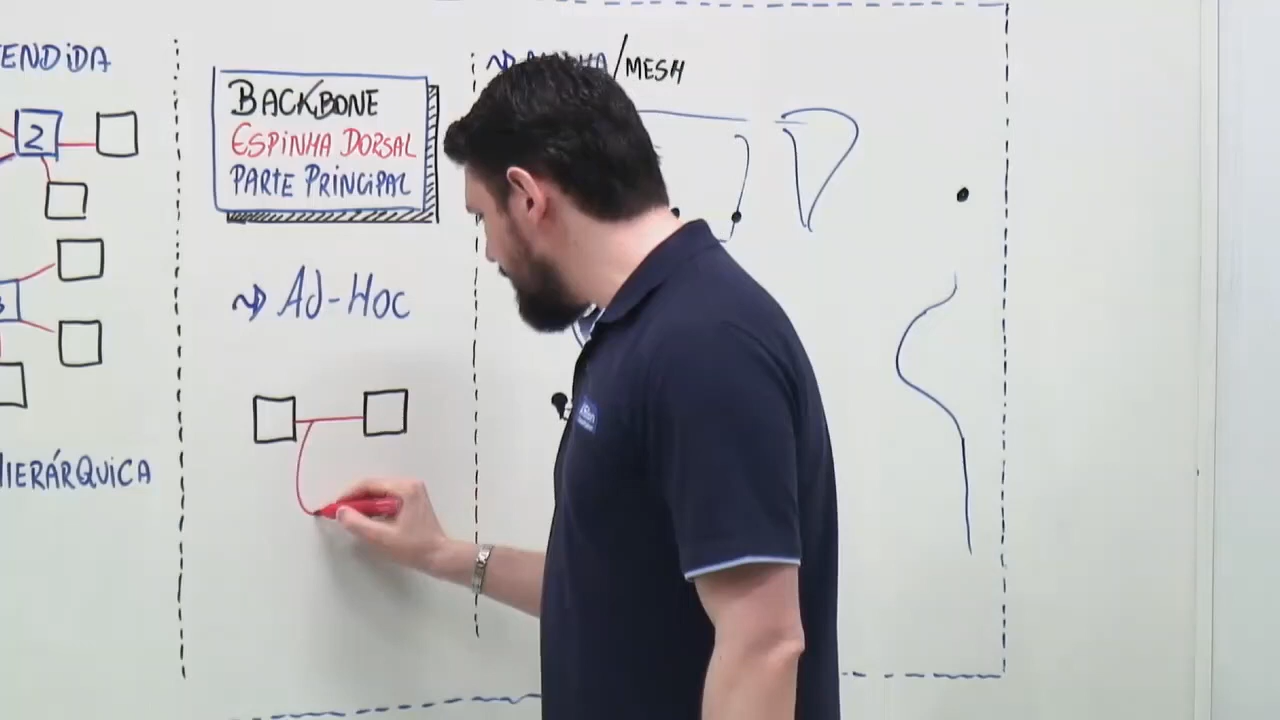 ENDIDA
2
HIERÁRQUICA
BACKBONE
ESPINHA DORSAL
PARTE PRINCIPAL
Ad-Hoc
/MESH